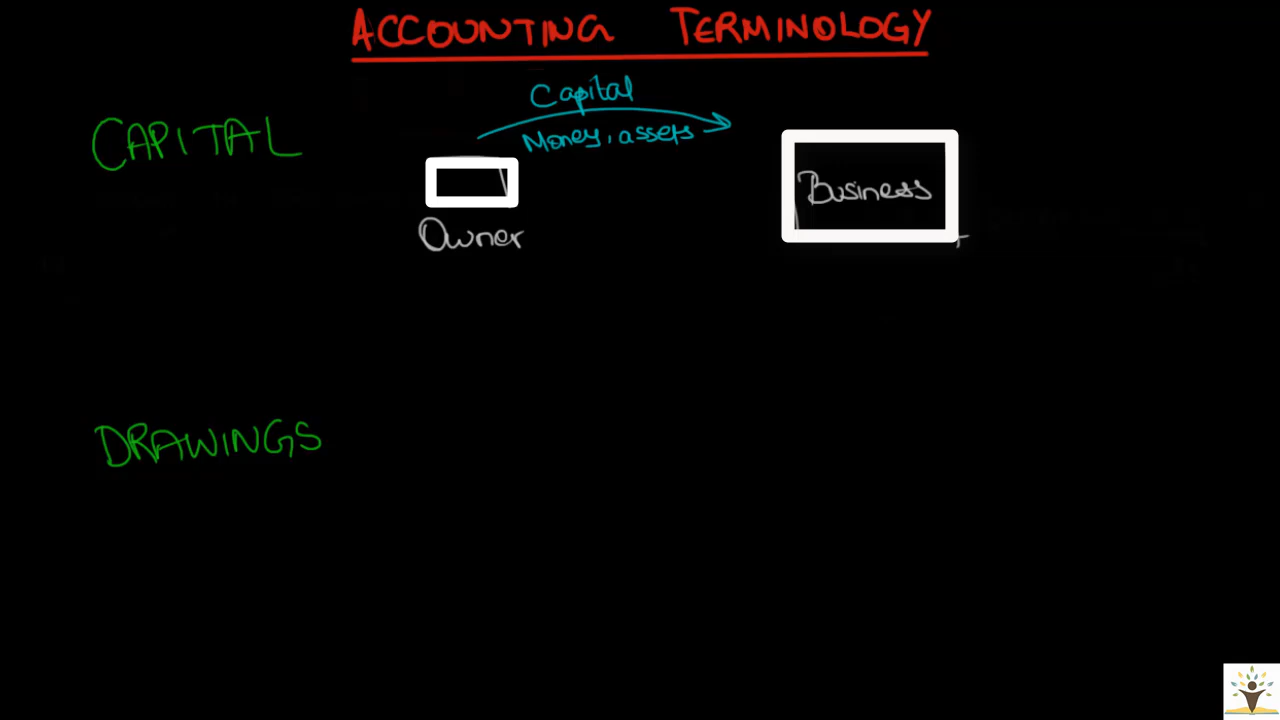 ACCOUNTING TERMINOLOGY
Capital
CAPITAL
Money, assets
Business
Owner
DRAWINGS